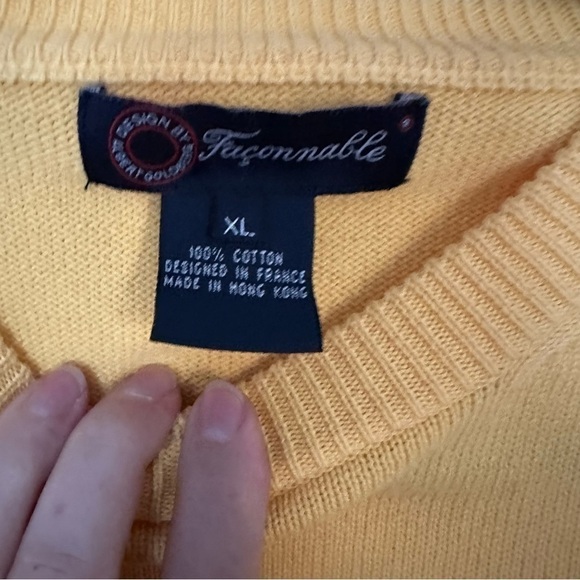 DESIGN BY
ALBERT GOLDBERG
Façonnable
®
XL
100% COTTON
DESIGNED IN FRANCE
MADE IN HONG KONG